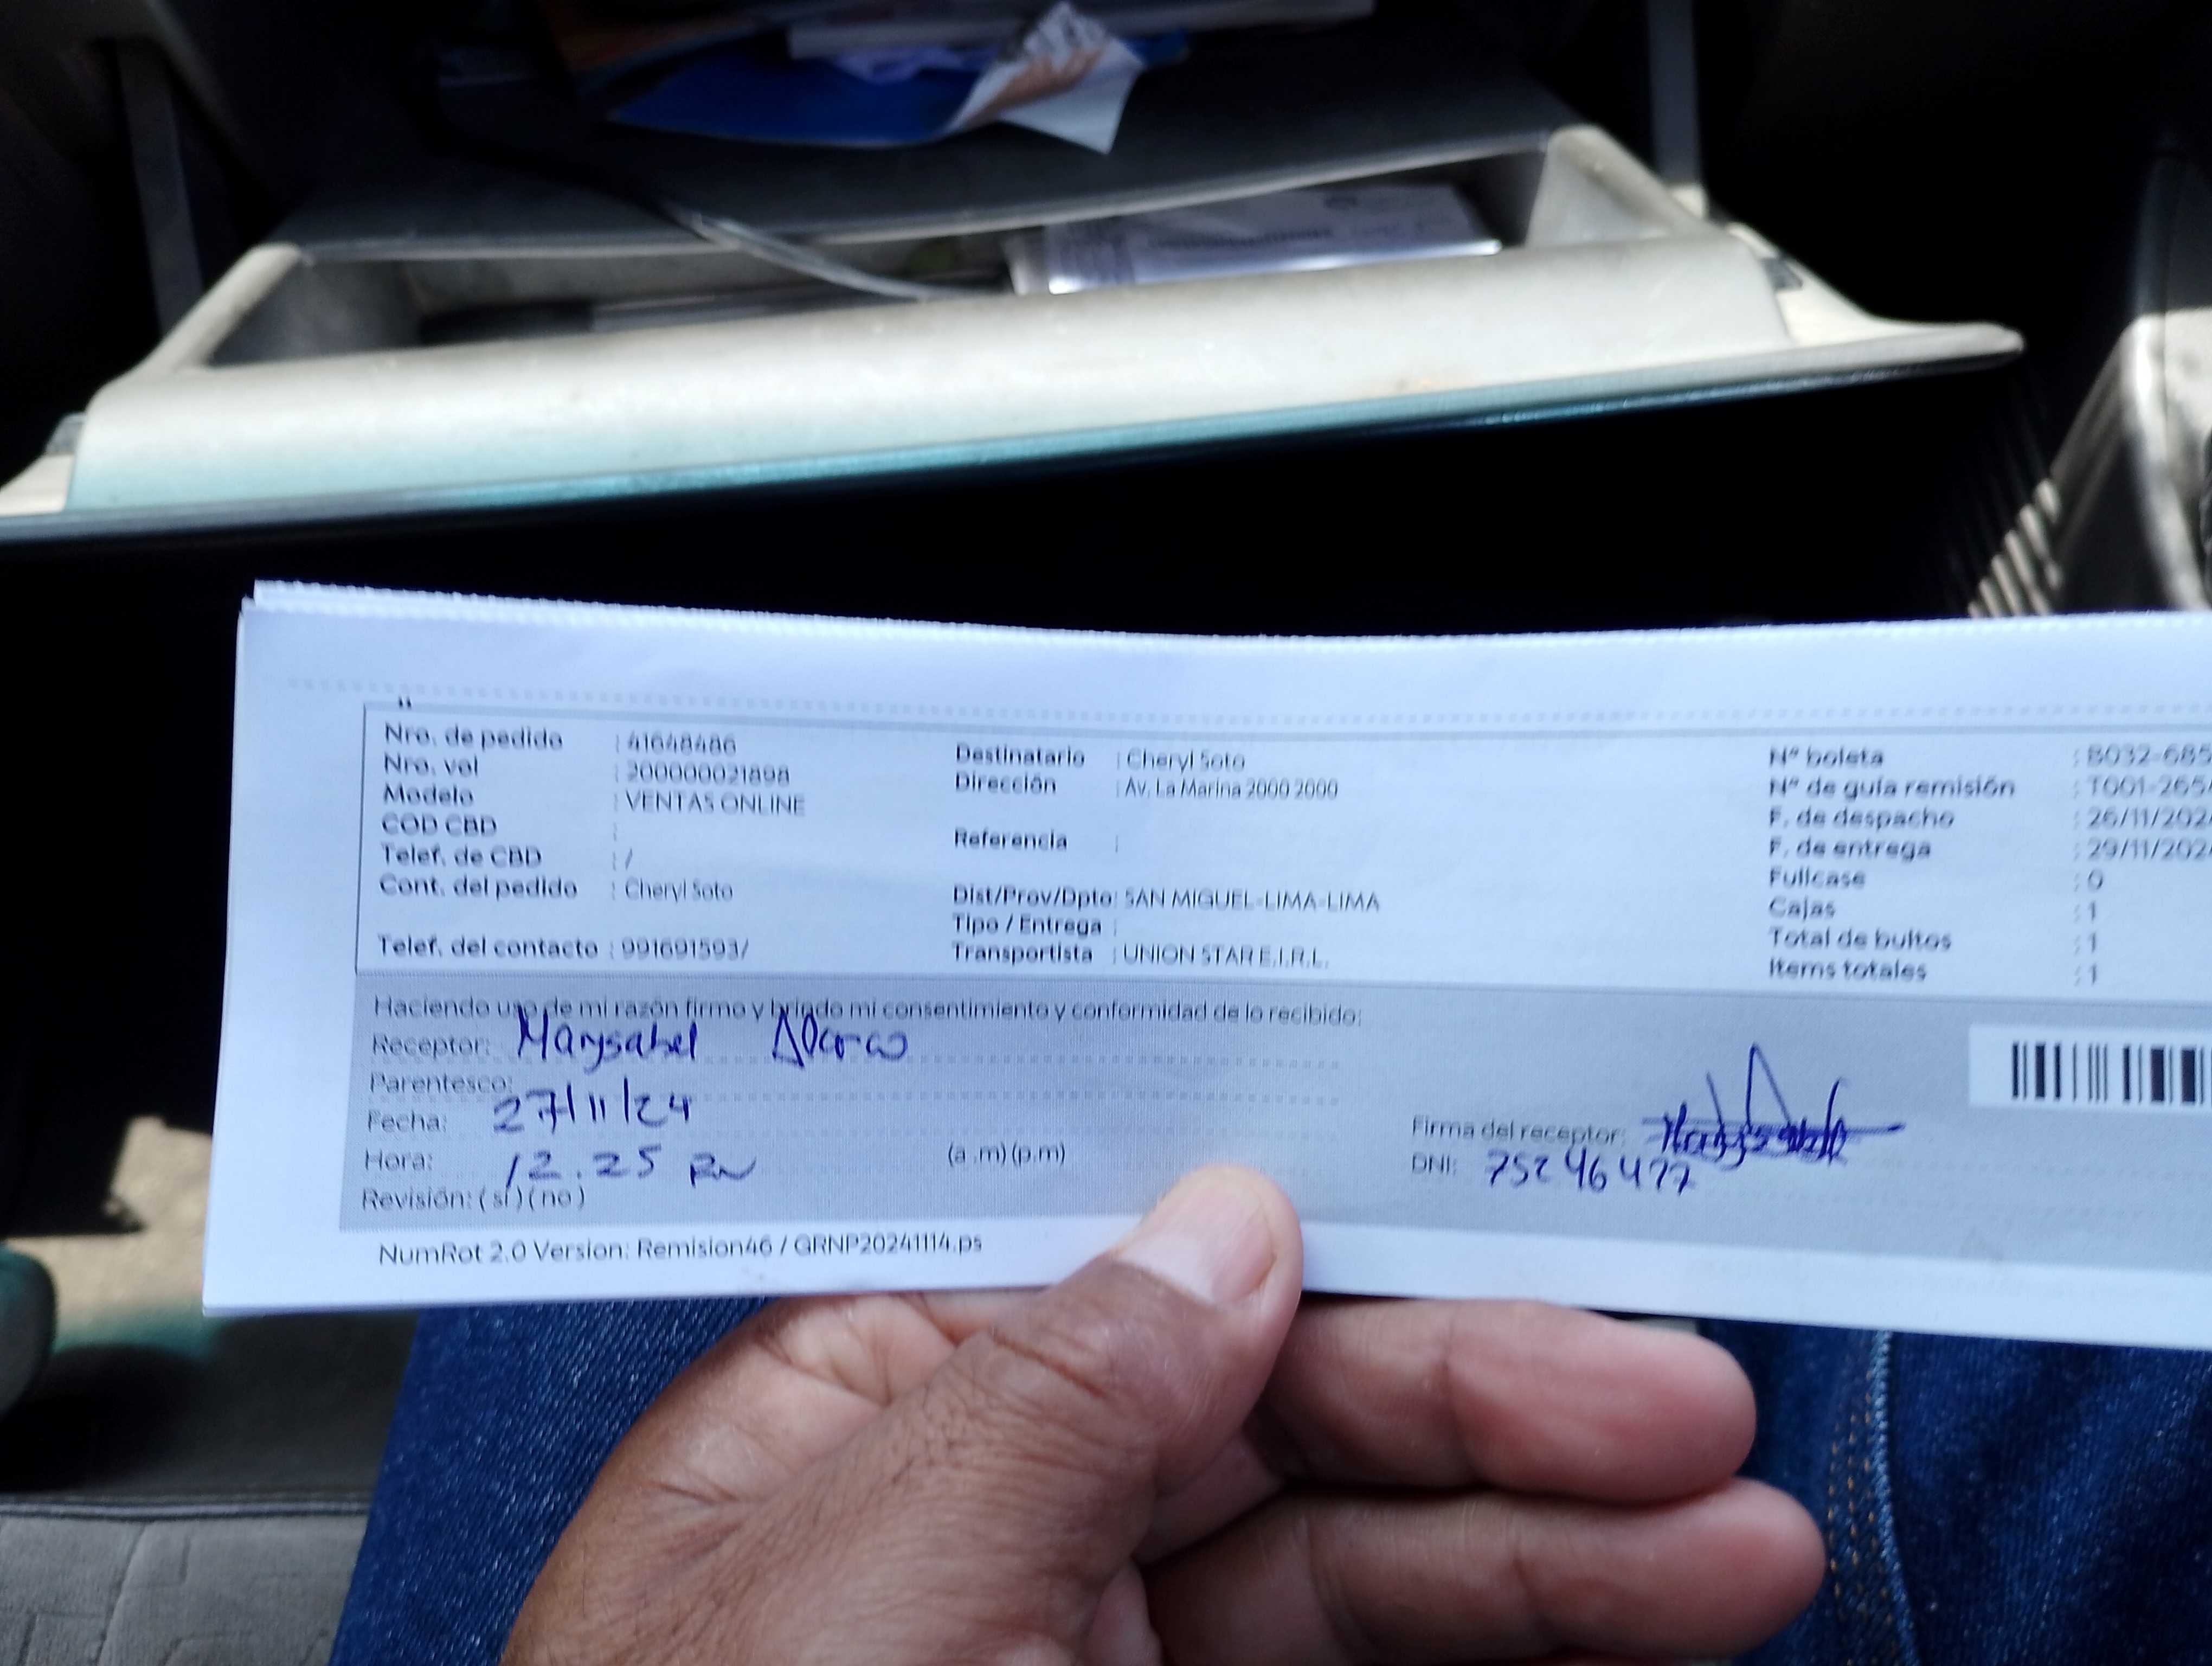 Nro. de pedido : 41648486
Nro. vol : 200000021898
Modelo : VENTAS ONLINE
COD CBD :
Telef. de CBD : /
Cont. del pedido : Cheryl Soto
Telef. del contacto : 991691593/
Destinatario : Cheryl Soto
Dirección : Av. La Marina 2000 2000
Referencia :
Dist/Prov/Dpto: SAN MIGUEL-LIMA-LIMA
Tipo / Entrega :
Transportista : UNION STAR E.I.R.L.
Nº boleta : B032-685
Nº de guía remisión : T001-265
F. de despacho : 26/11/202
F. de entrega : 29/11/202
Fullcase : 0
Cajas : 1
Total de bultos : 1
Items totales : 1
Haciendo uso de mi razón firmo y brindo mi consentimiento y conformidad de lo recibido:
Receptor: Marysabel
Parentesco:
Fecha: 27/11/24
Hora: 12.25 (a.m) (p.m)
Revisión: ( sí ) ( no )
Firma del receptor:
DNI: 75246477
NumRot 2.0 Version: Remision46 / GRNP20241114.ps